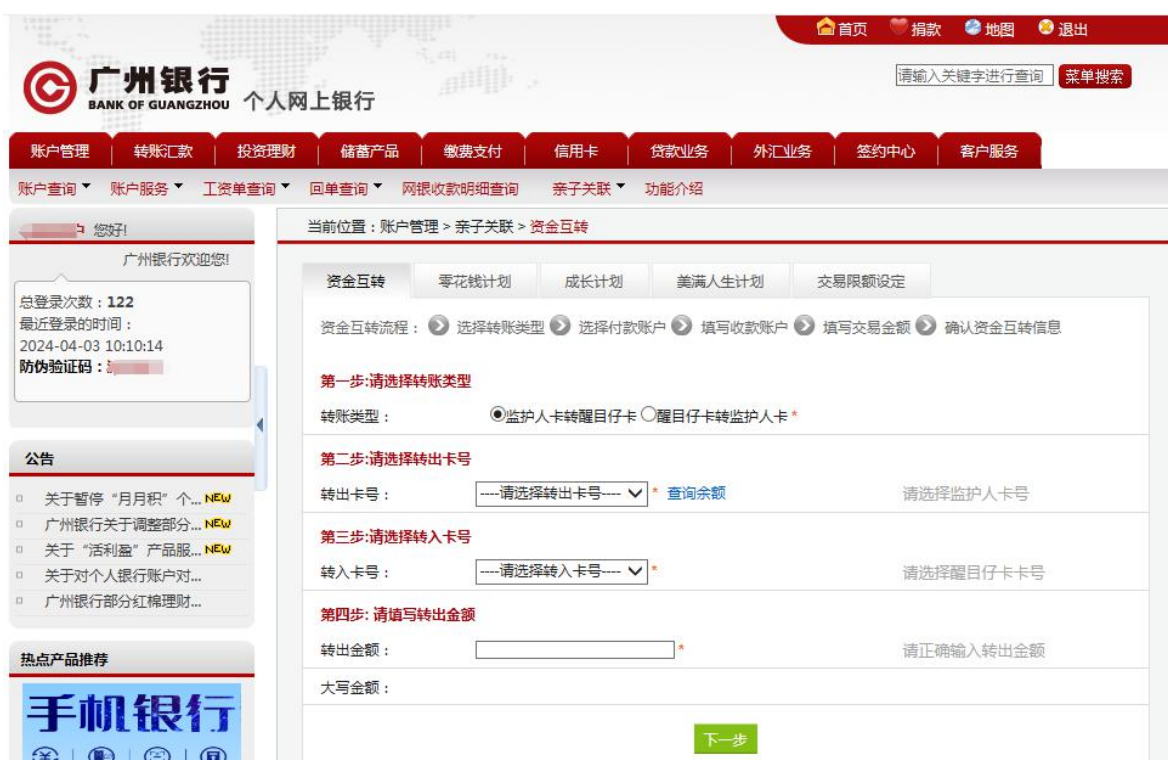 首页 捐款 地图 退出
广州银行
BANK OF GUANGZHOU 个人网上银行
请输入关键字进行查询 菜单搜索
账户管理 转账汇款 投资理财 储蓄产品 缴费支付 信用卡 贷款业务 外汇业务 签约中心 客户服务
账户查询 账户服务 工资单查询 回单查询 网银收款明细查询 亲子关联 功能介绍
您好!
广州银行欢迎您!
总登录次数：122
最近登录的时间：
2024-04-03 10:10:14
防伪验证码：
公告
关于暂停“月月积”个... NEW
广州银行关于调整部分... NEW
关于“活利盈”产品服... NEW
关于对个人银行账户对...
广州银行部分红棉理财...
热点产品推荐
手机银行
当前位置：账户管理 > 亲子关联 > 资金互转
资金互转 零花钱计划 成长计划 美满人生计划 交易限额设定
资金互转流程： 选择转账类型 选择付款账户 填写收款账户 填写交易金额 确认资金互转信息
第一步:请选择转账类型
转账类型： 监护人卡转醒目仔卡 醒目仔卡转监护人卡 *
第二步:请选择转出卡号
转出卡号： ----请选择转出卡号---- * 查询余额 请选择监护人卡号
第三步:请选择转入卡号
转入卡号： ----请选择转入卡号---- * 请选择醒目仔卡卡号
第四步: 请填写转出金额
转出金额： * 请正确输入转出金额
大写金额：
下一步